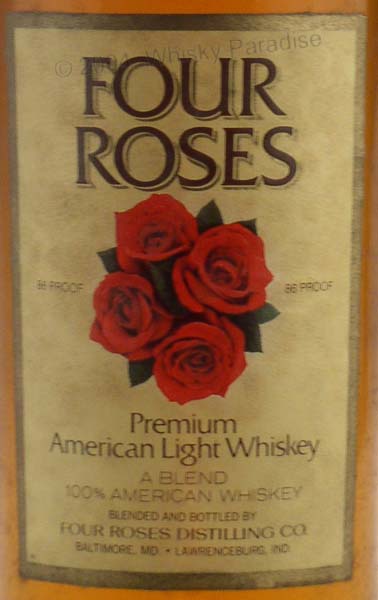 © 2004, Whisky Paradise
FOUR
ROSES
86 PROOF 86 PROOF
Premium
American Light Whiskey
A BLEND
100% AMERICAN WHISKEY
BLENDED AND BOTTLED BY
FOUR ROSES DISTILLING CO.
BALTIMORE, MD. • LAWRENCEBURG, IND.